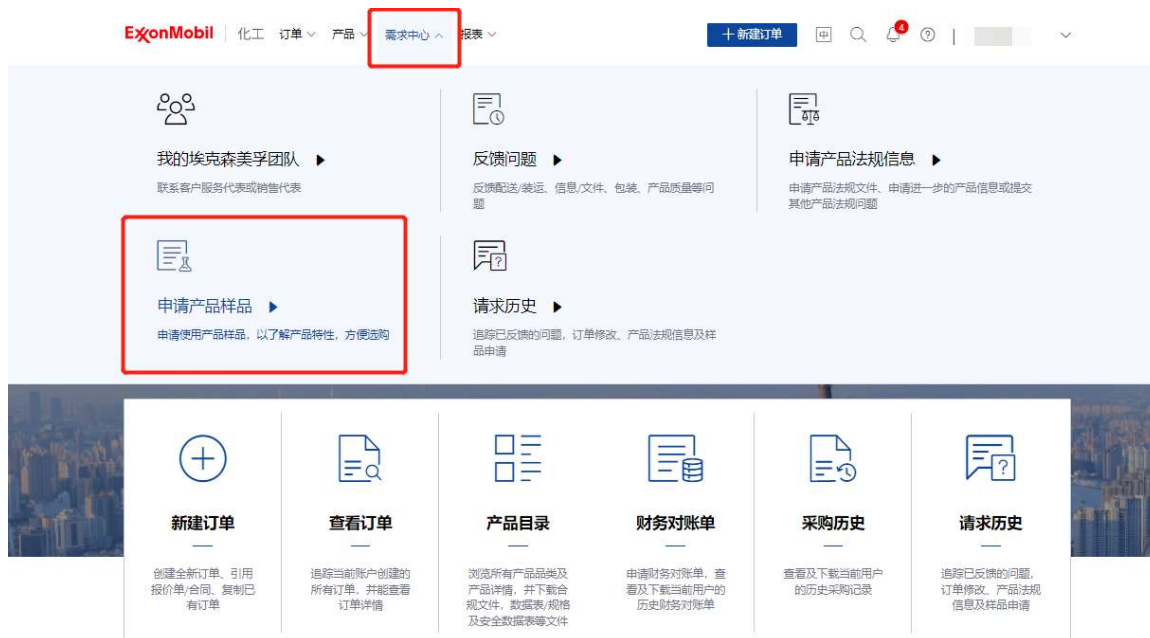 ExxonMobil 化工 订单 产品 需求中心 报表 十新建订单 中 4 ?
我的埃克森美孚团队
联系客户服务代表或销售代表
反馈问题
反馈配送/装运、信息/文件、包装、产品质量等问
题
申请产品法规信息
申请产品法规文件、申请进一步的产品信息或提交
其他产品法规问题
申请产品样品
申请使用产品样品，以了解产品特性，方便选购
请求历史
追踪已反馈的问题，订单修改、产品法规信息及样
品申请
新建订单
创建全新订单、引用
报价单/合同、复制已
有订单
查看订单
追踪当前账户创建的
所有订单，并能查看
订单详情
产品目录
浏览所有产品品类及
产品详情，并下载合
规文件，数据表/规格
及安全数据表等文件
财务对账单
申请财务对账单，查
看及下载当前用户的
历史财务对账单
采购历史
查看及下载当前用户
的历史采购记录
请求历史
追踪已反馈的问题，
订单修改、产品法规
信息及样品申请